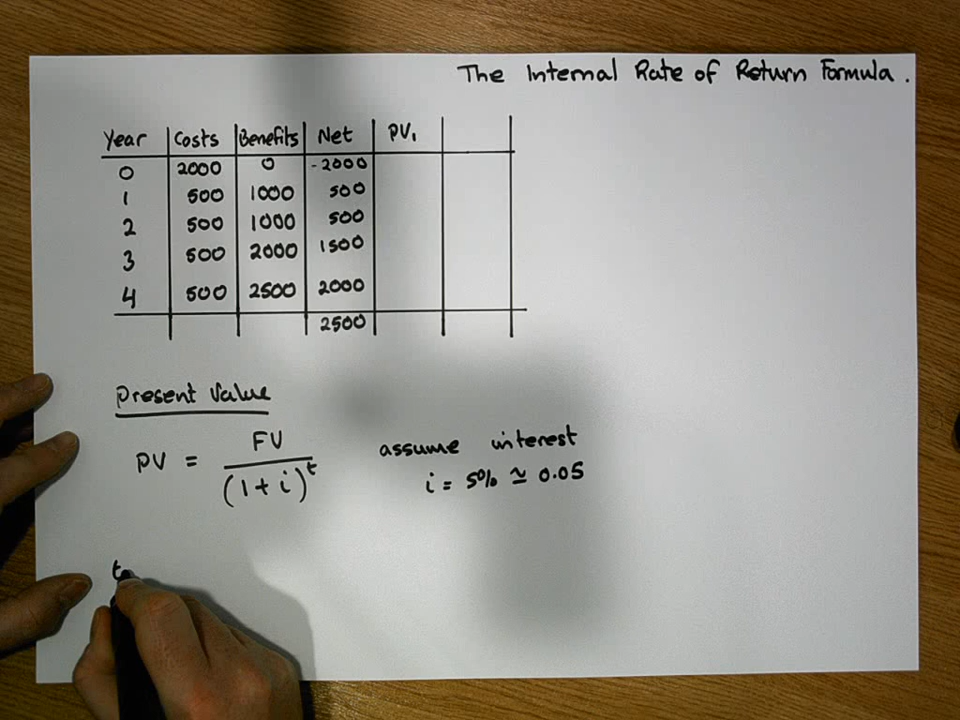 The Internal Rate of Return Formula.
Year Costs Benefits Net PV₁
0 2000 0 -2000
1 500 1000 500
2 500 1000 500
3 500 2000 1500
4 500 2500 2000
2500
Present Value
PV = FV / (1 + i)^t
assume interest
i = 5% ≃ 0.05
t